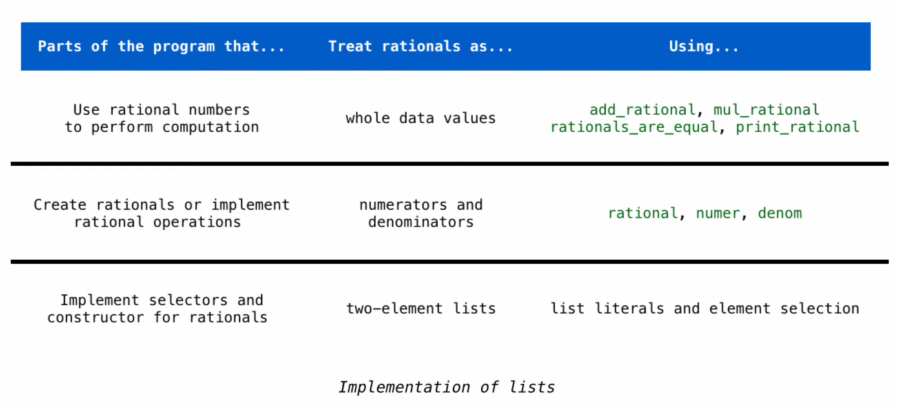 Parts of the program that... Treat rationals as... Using...
Use rational numbers
to perform computation
whole data values
add_rational, mul_rational
rationals_are_equal, print_rational
Create rationals or implement
rational operations
numerators and
denominators
rational, numer, denom
Implement selectors and
constructor for rationals
two-element lists
list literals and element selection
Implementation of lists